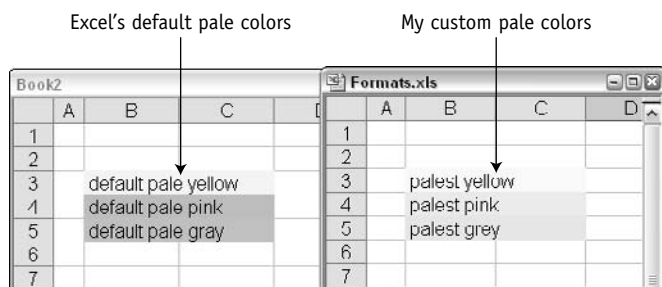 Excel's default pale colors
My custom pale colors
Book2
Formats.xls
A B C D
A B C D
1
2
3 default pale yellow
4 default pale pink
5 default pale gray
6
7
1
2
3 palest yellow
4 palest pink
5 palest grey
6
7